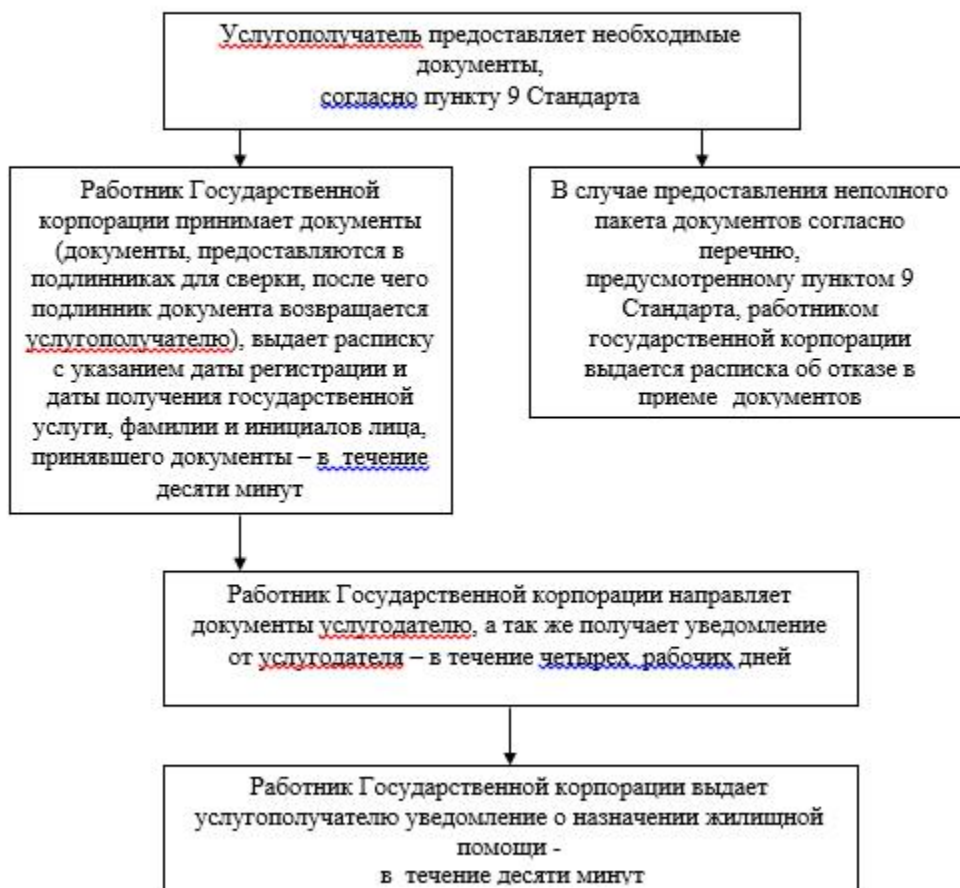 Услугополучатель предоставляет необходимые
документы,
согласно пункту 9 Стандарта
Работник Государственной
корпорации принимает документы
(документы, предоставляются в
подлинниках для сверки, после чего
подлинник документа возвращается
услугополучателю), выдает расписку
с указанием даты регистрации и
даты получения государственной
услуги, фамилии и инициалов лица,
принявшего документы – в течение
десяти минут
В случае предоставления неполного
пакета документов согласно
перечню,
предусмотренному пунктом 9
Стандарта, работником
государственной корпорации
выдается расписка об отказе в
приеме документов
Работник Государственной корпорации направляет
документы услугодателю, а так же получает уведомление
от услугодателя – в течение четырех рабочих дней
Работник Государственной корпорации выдает
услугополучателю уведомление о назначении жилищной
помощи -
в течение десяти минут